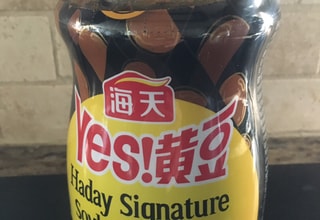 海天
Yes!黄豆
Haday Signature